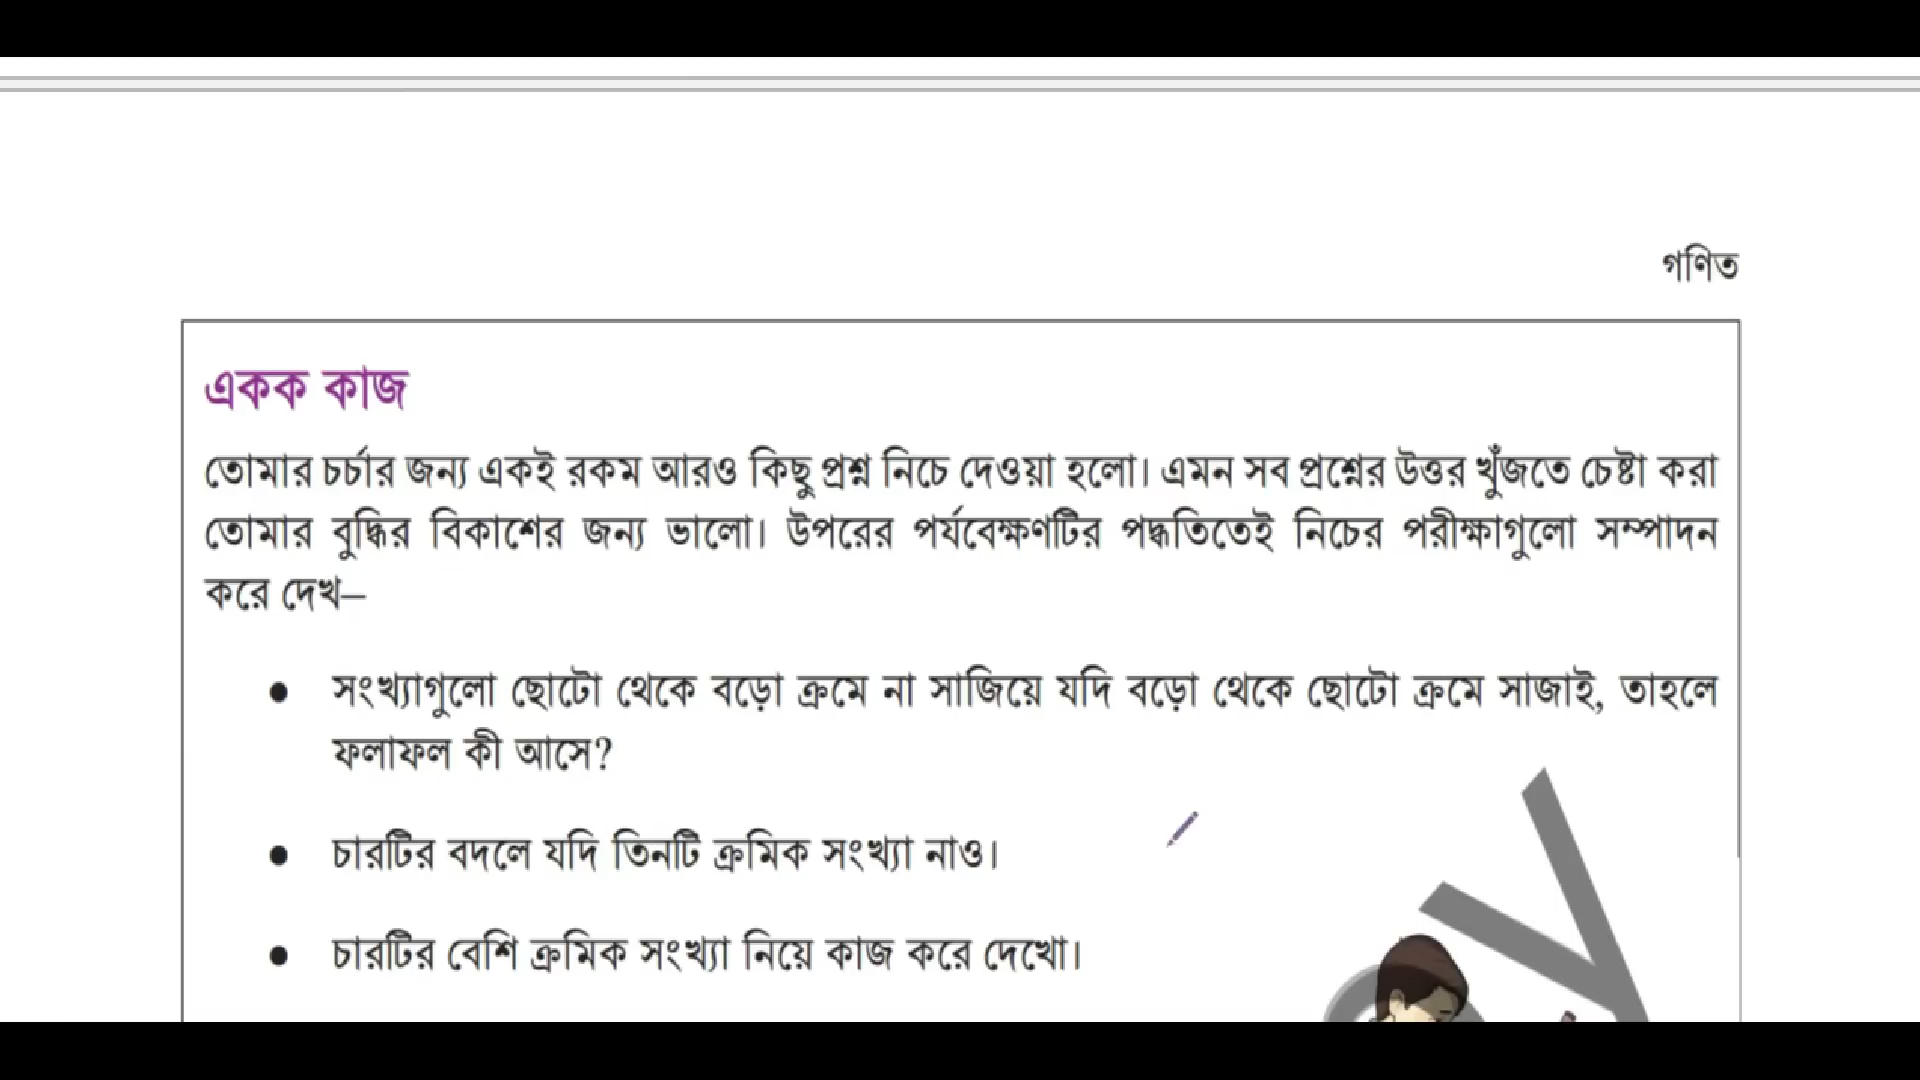 গণিত
একক কাজ
তোমার চর্চার জন্য একই রকম আরও কিছু প্রশ্ন নিচে দেওয়া হলো। এমন সব প্রশ্নের উত্তর খুঁজতে চেষ্টা করা
তোমার বুদ্ধির বিকাশের জন্য ভালো। উপরের পর্যবেক্ষণটির পদ্ধতিতেই নিচের পরীক্ষাগুলো সম্পাদন
করে দেখ–
● সংখ্যাগুলো ছোটো থেকে বড়ো ক্রমে না সাজিয়ে যদি বড়ো থেকে ছোটো ক্রমে সাজাই, তাহলে
ফলাফল কী আসে?
● চারটির বদলে যদি তিনটি ক্রমিক সংখ্যা নাও।
● চারটির বেশি ক্রমিক সংখ্যা নিয়ে কাজ করে দেখো।